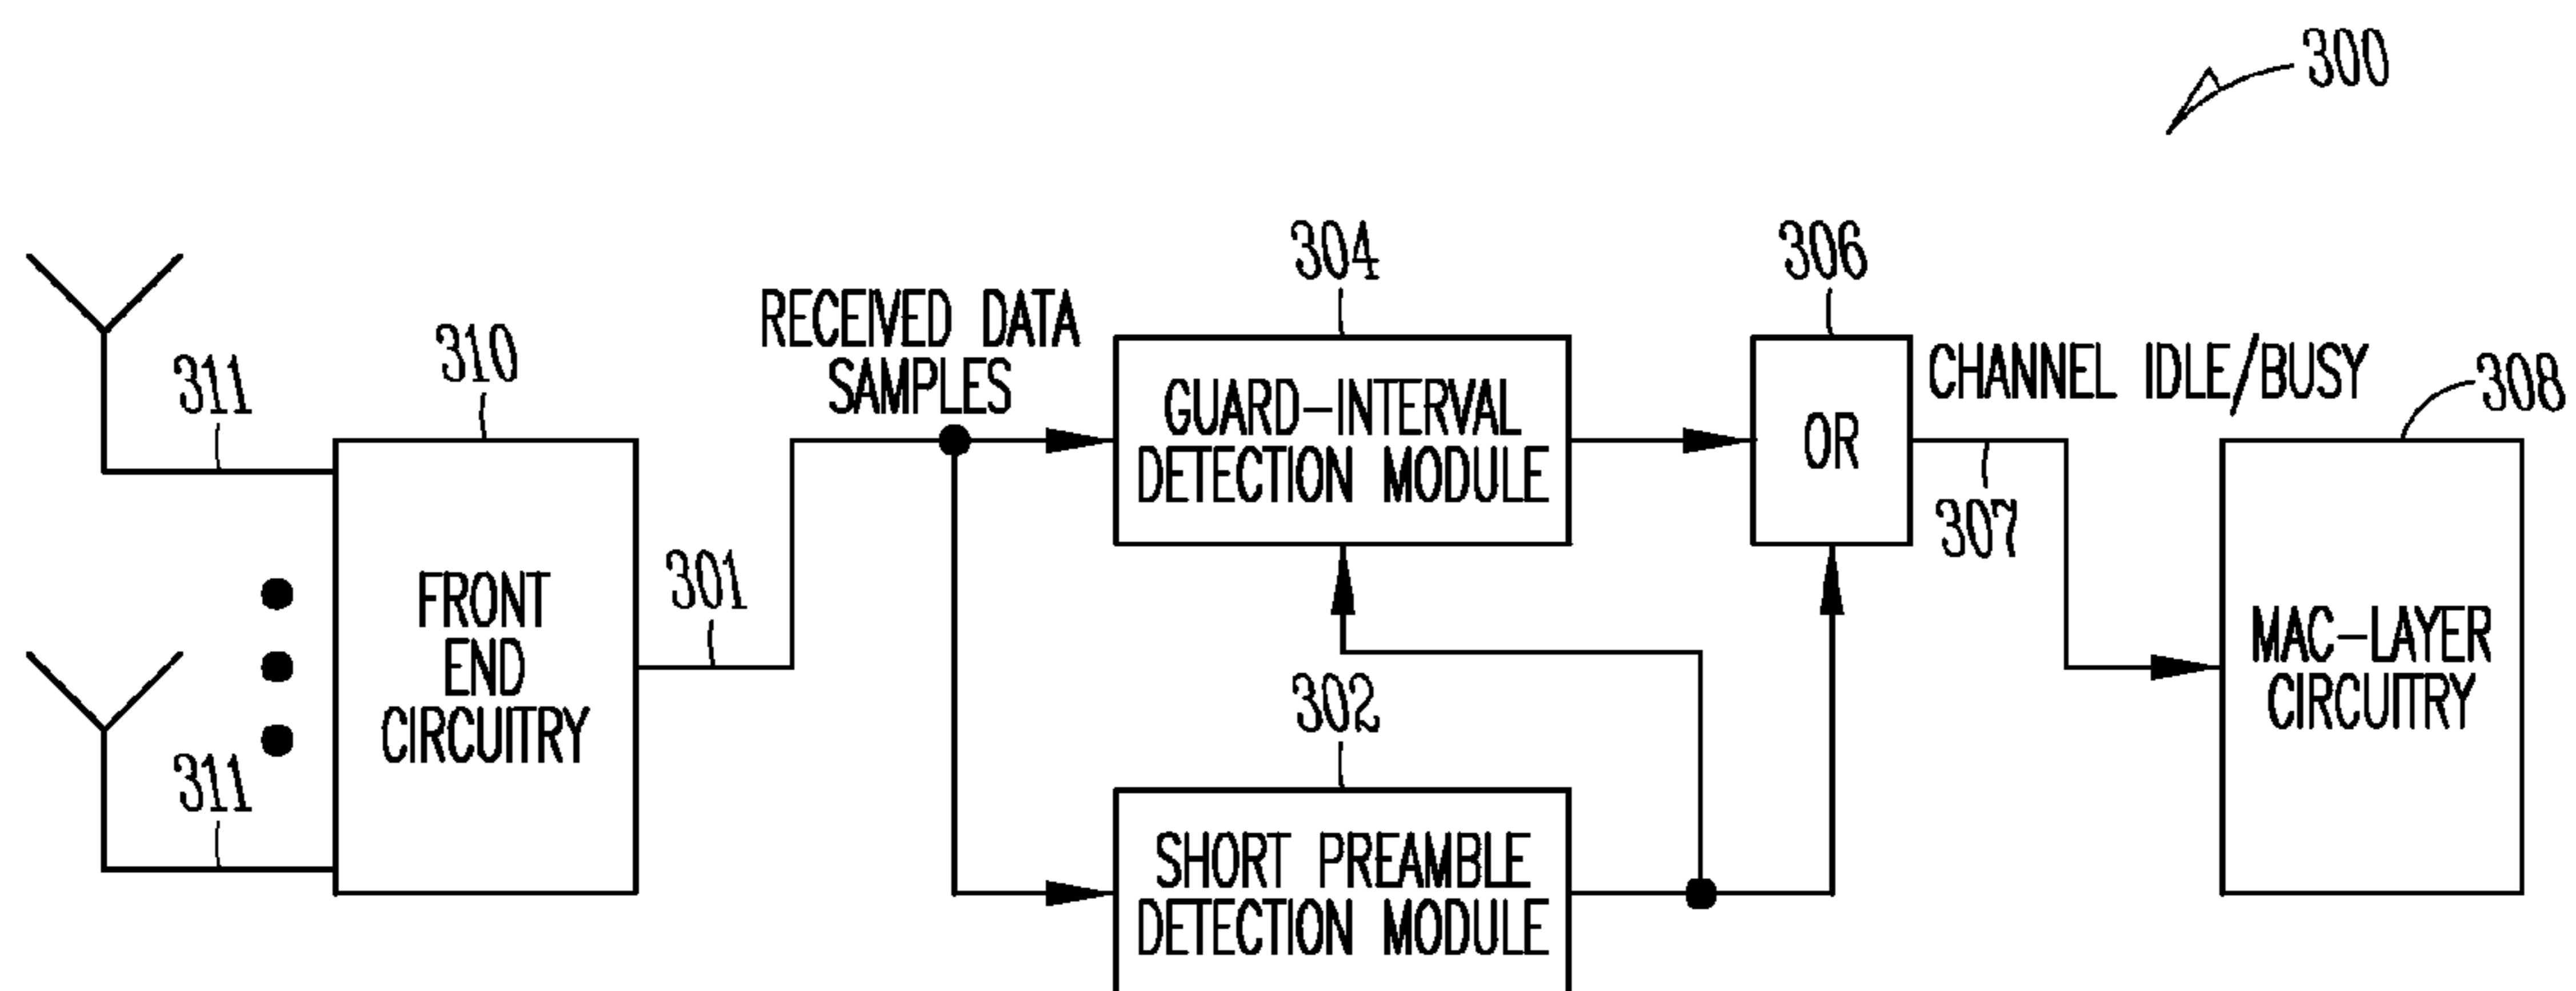 300
304
306
RECEIVED DATA
SAMPLES
310
311
CHANNEL IDLE/BUSY
308
GUARD-INTERVAL
DETECTION MODULE
OR
307
301
FRONT
END
CIRCUITRY
MAC-LAYER
CIRCUITRY
302
311
SHORT PREAMBLE
DETECTION MODULE